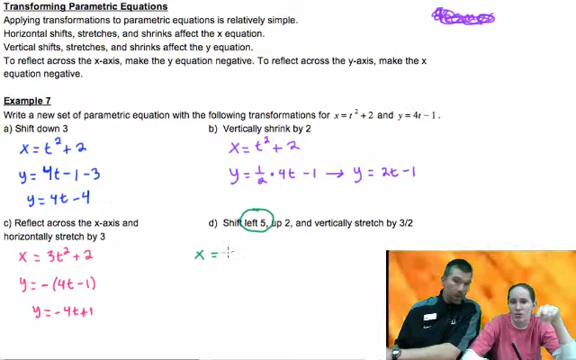 Transforming Parametric Equations
Applying transformations to parametric equations is relatively simple.
Horizontal shifts, stretches, and shrinks affect the x equation.
Vertical shifts, stretches, and shrinks affect the y equation.
To reflect across the x-axis, make the y equation negative. To reflect across the y-axis, make the x
equation negative.
Example 7
Write a new set of parametric equation with the following transformations for x = t² + 2 and y = 4t − 1.
a) Shift down 3
x = t² + 2
y = 4t - 1 - 3
y = 4t - 4
b) Vertically shrink by 2
x = t² + 2
y = 1/2 · 4t - 1 → y = 2t - 1
c) Reflect across the x-axis and
horizontally stretch by 3
x = 3t² + 2
y = -(4t - 1)
y = -4t + 1
d) Shift left 5, up 2, and vertically stretch by 3/2
x =